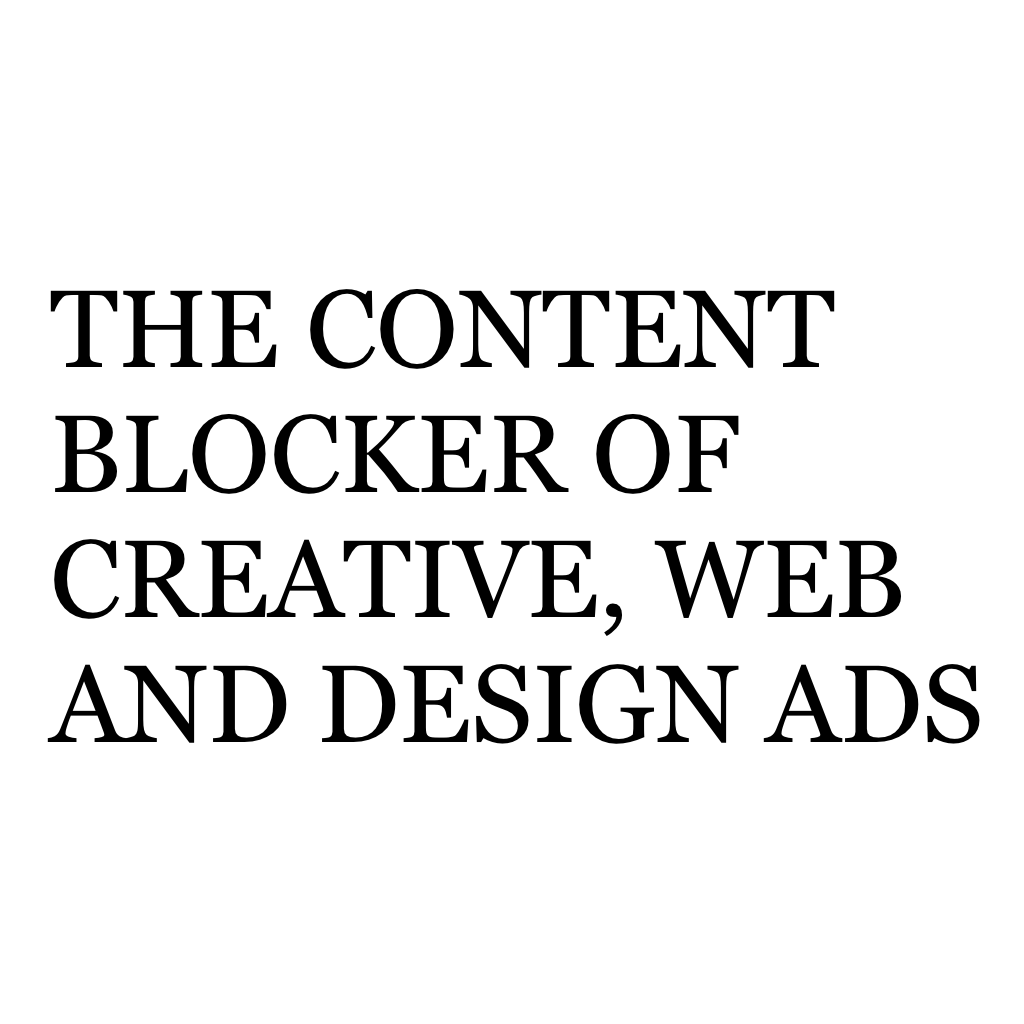 THE CONTENT
BLOCKER OF
CREATIVE, WEB
AND DESIGN ADS